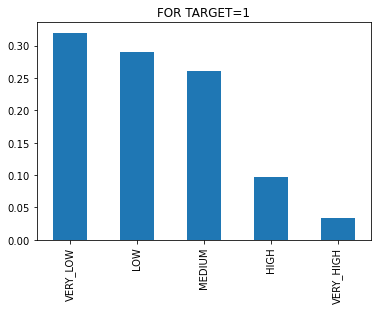 FOR TARGET=1
0.30
0.25
0.20
0.15
0.10
0.05
0.00
VERY_LOW
LOW
MEDIUM
HIGH
VERY_HIGH